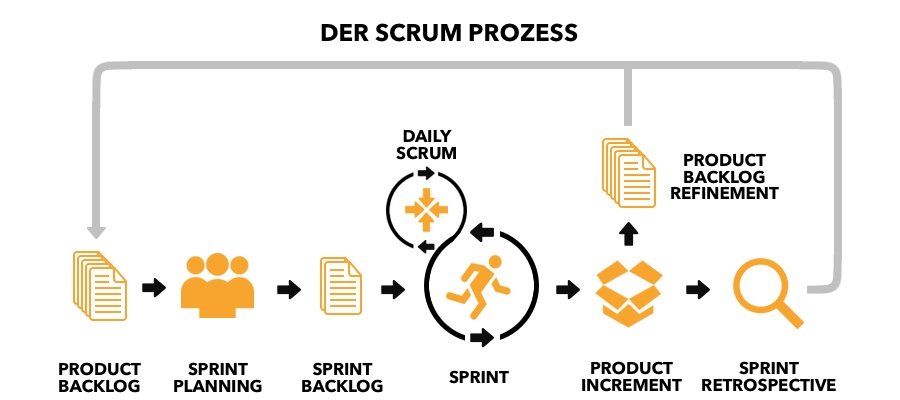 DER SCRUM PROZESS
DAILY
SCRUM
PRODUCT
BACKLOG
REFINEMENT
PRODUCT
BACKLOG
SPRINT
PLANNING
SPRINT
BACKLOG
SPRINT
PRODUCT
INCREMENT
SPRINT
RETROSPECTIVE